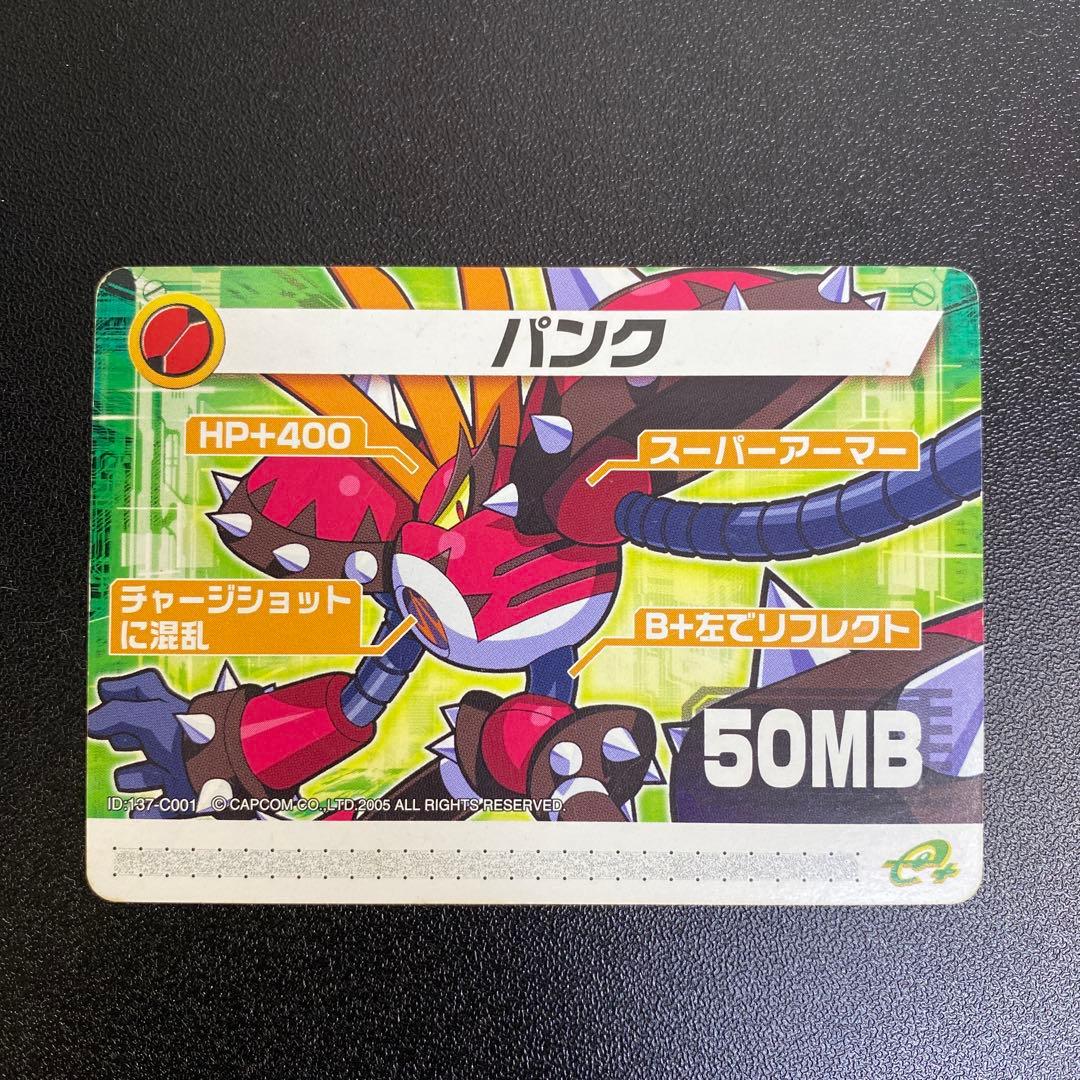 パンク
HP+400
スーパーアーマー
チャージショット
に混乱
B+左でリフレクト
50MB
ID:137-C001 © CAPCOM CO.,LTD.2005 ALL RIGHTS RESERVED.
e+